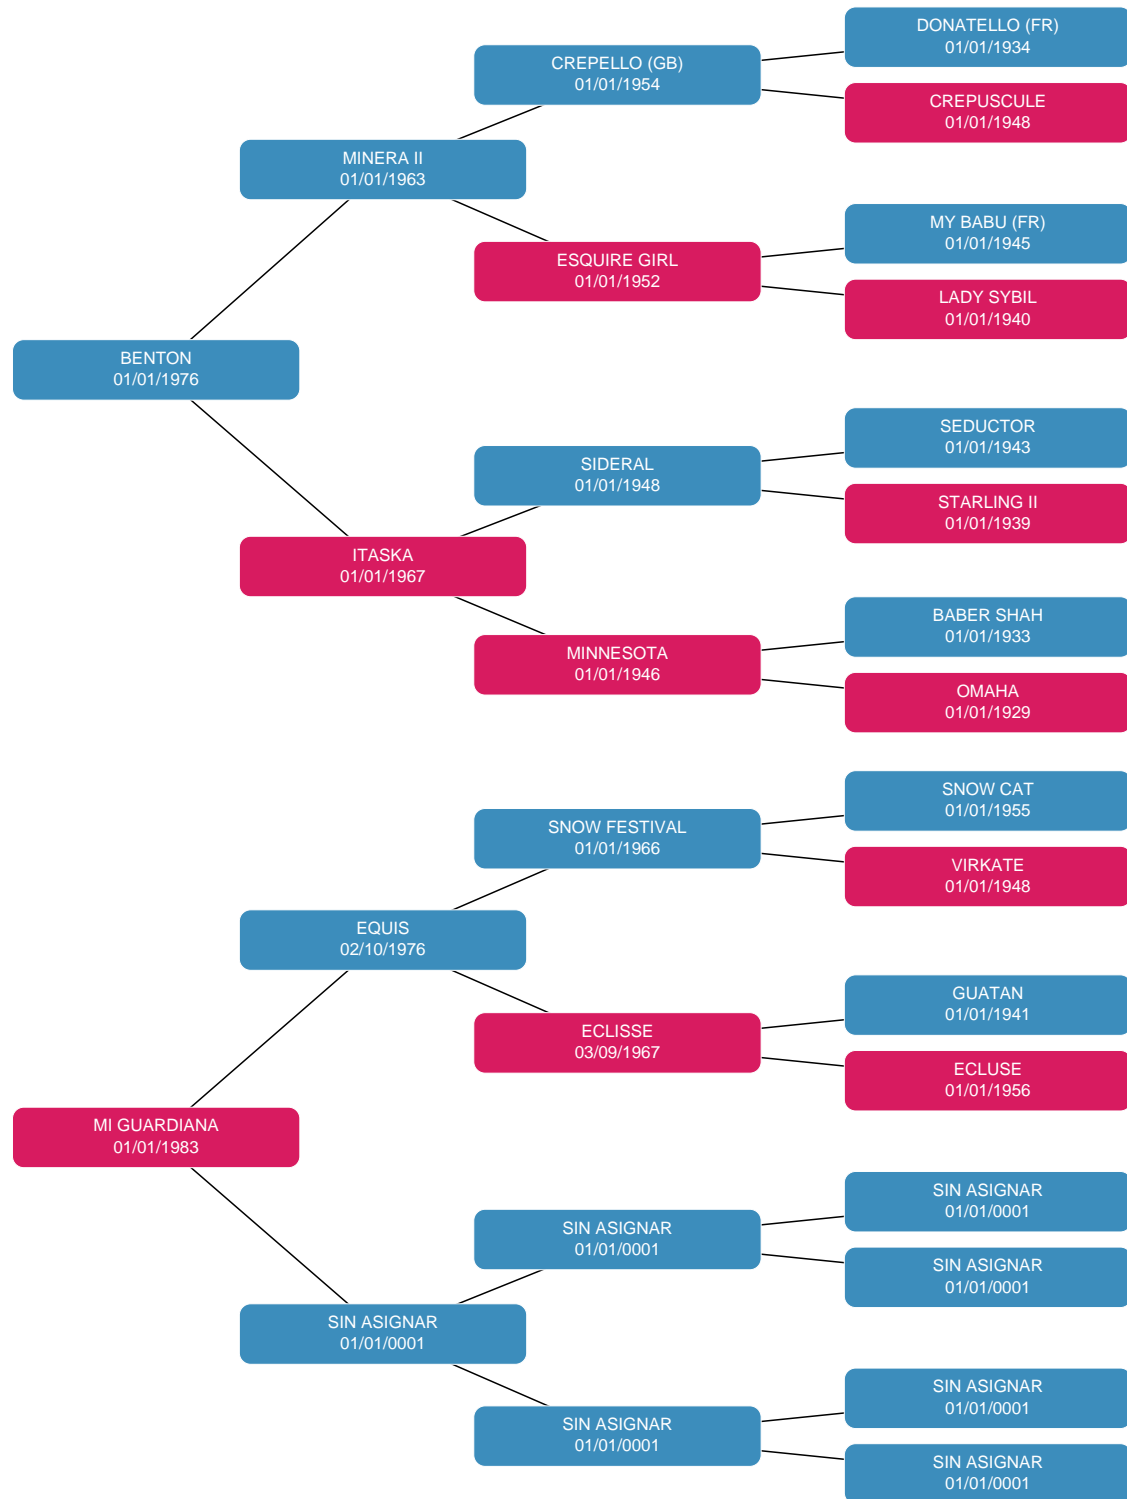 DONATELLO (FR)
01/01/1934
CREPELLO (GB)
01/01/1954
CREPUSCULE
01/01/1948
MINERA II
01/01/1963
MY BABU (FR)
01/01/1945
ESQUIRE GIRL
01/01/1952
LADY SYBIL
01/01/1940
BENTON
01/01/1976
SEDUCTOR
01/01/1943
SIDERAL
01/01/1948
STARLING II
01/01/1939
ITASKA
01/01/1967
BABER SHAH
01/01/1933
MINNESOTA
01/01/1946
OMAHA
01/01/1929
SNOW CAT
01/01/1955
SNOW FESTIVAL
01/01/1966
VIRKATE
01/01/1948
EQUIS
02/10/1976
GUATAN
01/01/1941
ECLISSE
03/09/1967
ECLUSE
01/01/1956
MI GUARDIANA
01/01/1983
SIN ASIGNAR
01/01/0001
SIN ASIGNAR
01/01/0001
SIN ASIGNAR
01/01/0001
SIN ASIGNAR
01/01/0001
SIN ASIGNAR
01/01/0001
SIN ASIGNAR
01/01/0001
SIN ASIGNAR
01/01/0001